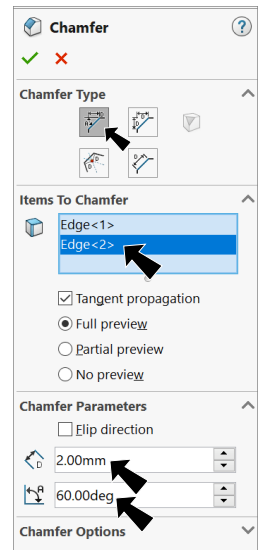 Chamfer
Chamfer Type
Items To Chamfer
Edge<1>
Edge<2>
Tangent propagation
Full preview
Partial preview
No preview
Chamfer Parameters
Flip direction
2.00mm
60.00deg
Chamfer Options